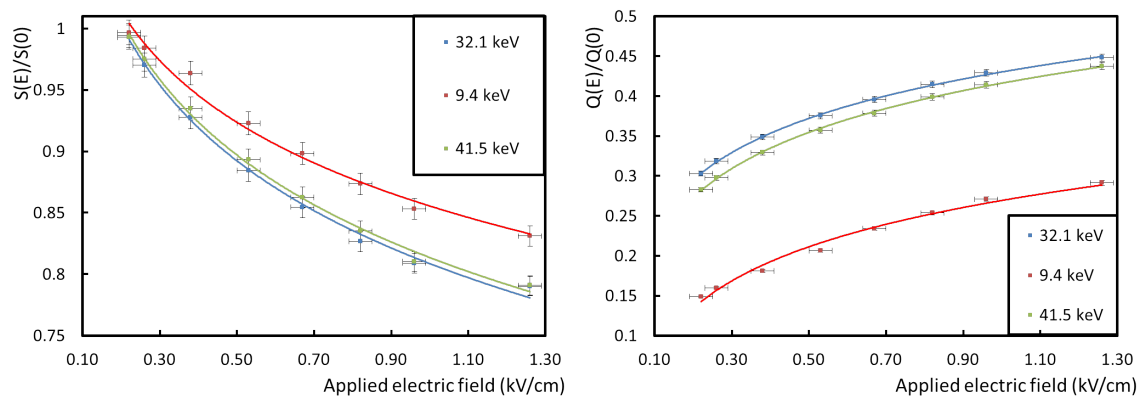 S(E)/S(0)
1
0.95
0.9
0.85
0.8
0.75
0.10 0.30 0.50 0.70 0.90 1.10 1.30
Applied electric field (kV/cm)
32.1 keV
9.4 keV
41.5 keV
Q(E)/Q(0)
0.5
0.45
0.4
0.35
0.3
0.25
0.2
0.15
0.1
0.10 0.30 0.50 0.70 0.90 1.10 1.30
Applied electric field (kV/cm)
32.1 keV
9.4 keV
41.5 keV